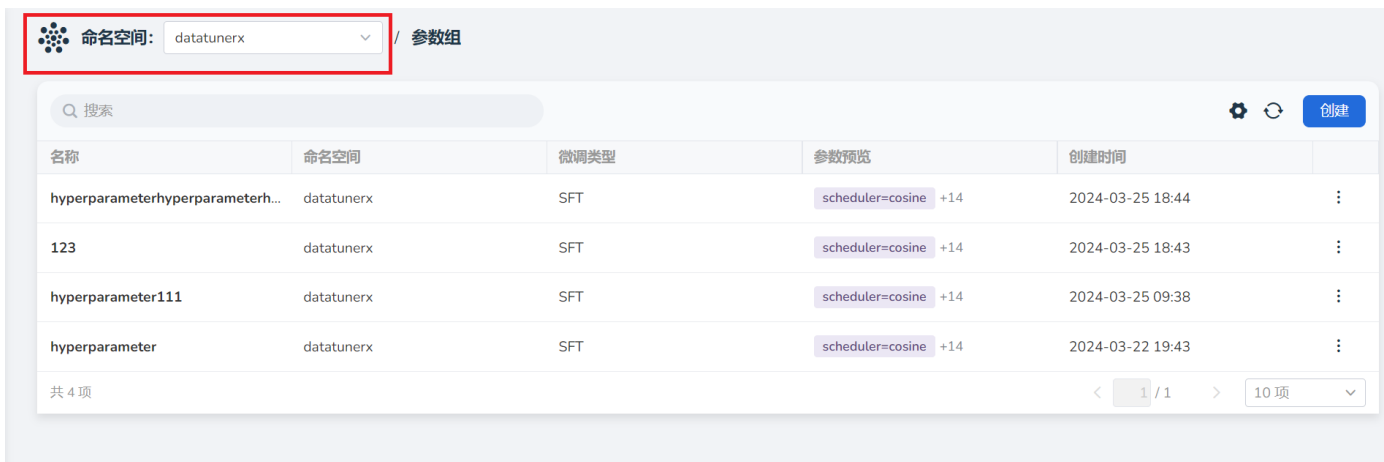 命名空间： datatunerx / 参数组
搜索 创建
名称 命名空间 微调类型 参数预览 创建时间
hyperparameterhyperparameterh... datatunerx SFT scheduler=cosine +14 2024-03-25 18:44
123 datatunerx SFT scheduler=cosine +14 2024-03-25 18:43
hyperparameter111 datatunerx SFT scheduler=cosine +14 2024-03-25 09:38
hyperparameter datatunerx SFT scheduler=cosine +14 2024-03-22 19:43
共 4 项 1 / 1 10 项